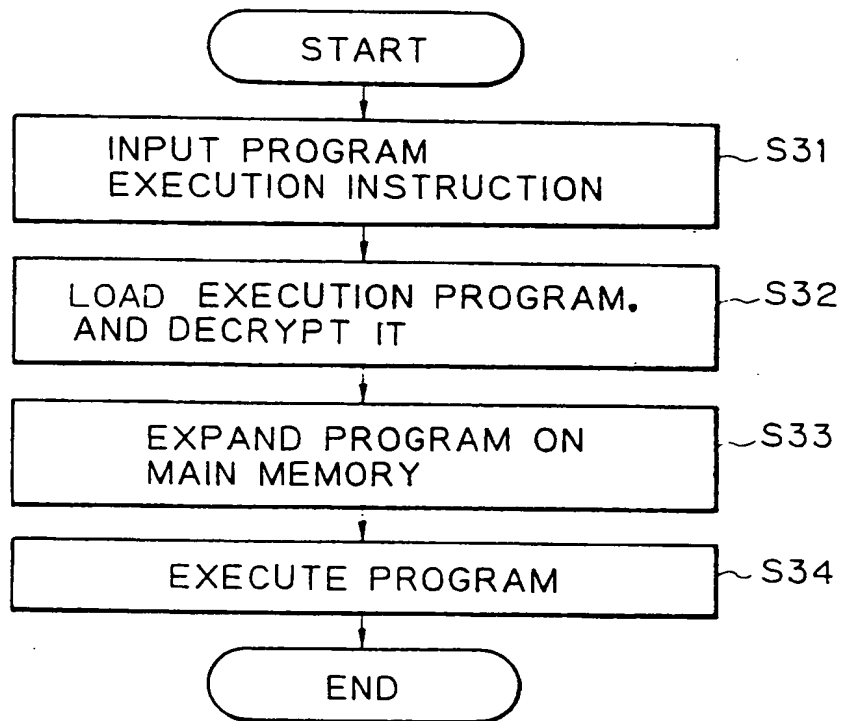 START
INPUT PROGRAM
EXECUTION INSTRUCTION
S31
LOAD EXECUTION PROGRAM.
AND DECRYPT IT
S32
EXPAND PROGRAM ON
MAIN MEMORY
S33
EXECUTE PROGRAM
S34
END